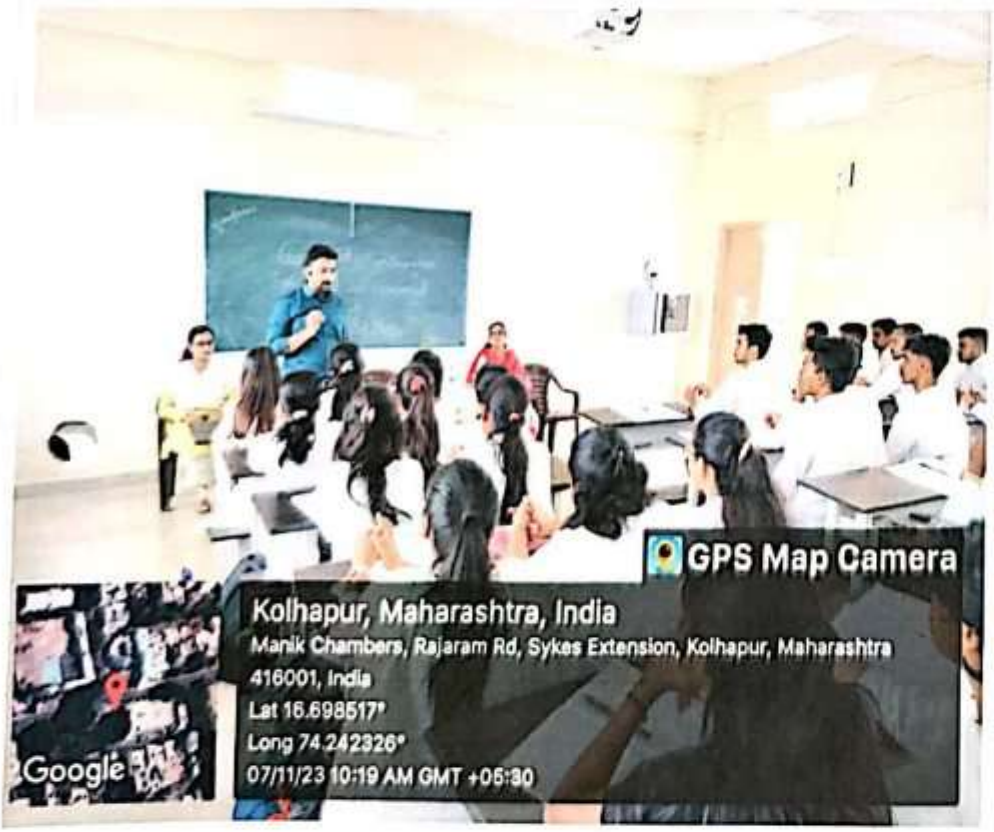 GPS Map Camera
Kolhapur, Maharashtra, India
Manik Chambers, Rajaram Rd, Sykes Extension, Kolhapur, Maharashtra
416001, India
Lat 16.698517°
Long 74.242326°
07/11/23 10:19 AM GMT +05:30
Google